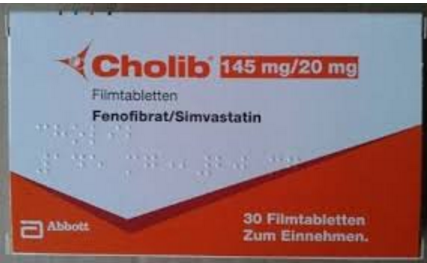 Cholib® 145 mg/20 mg
Filmtabletten
Fenofibrat/Simvastatin
Abbott
30 Filmtabletten
Zum Einnehmen.